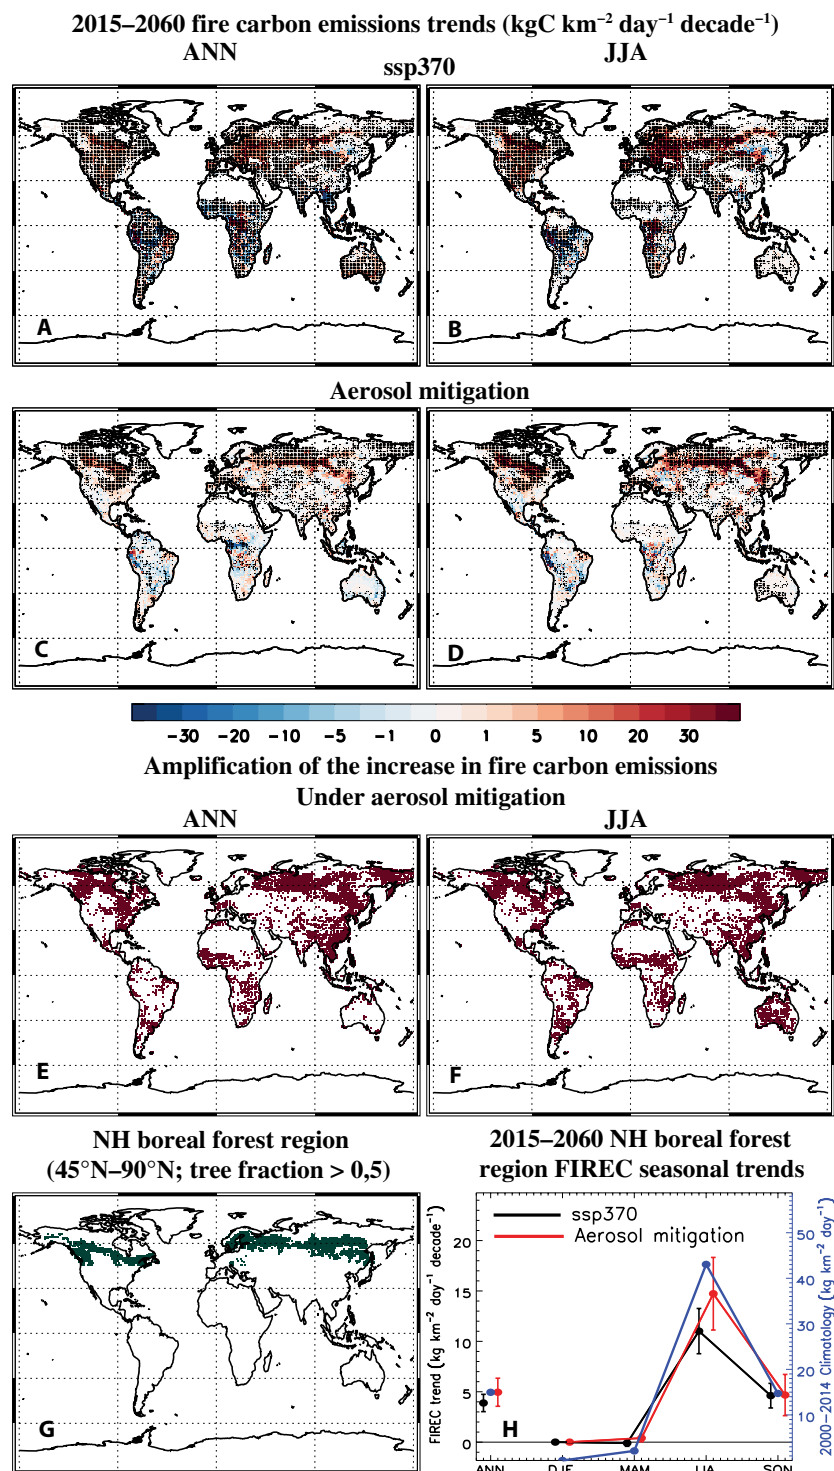 2015–2060 fire carbon emissions trends (kgC km⁻² day⁻¹ decade⁻¹)
ANN JJA
ssp370
A B
Aerosol mitigation
C D
-30 -20 -10 -5 -1 0 1 5 10 20 30
Amplification of the increase in fire carbon emissions
Under aerosol mitigation
ANN JJA
E F
NH boreal forest region
(45°N–90°N; tree fraction > 0,5)
G
2015–2060 NH boreal forest
region FIREC seasonal trends
ssp370
Aerosol mitigation
FIREC trend (kg km⁻² day⁻¹ decade⁻¹)
20
15
10
5
0
50
40
30
20
10
2000–2014 Climatology (kg km⁻² day⁻¹)
H
ANN DJF MAM JJA SON